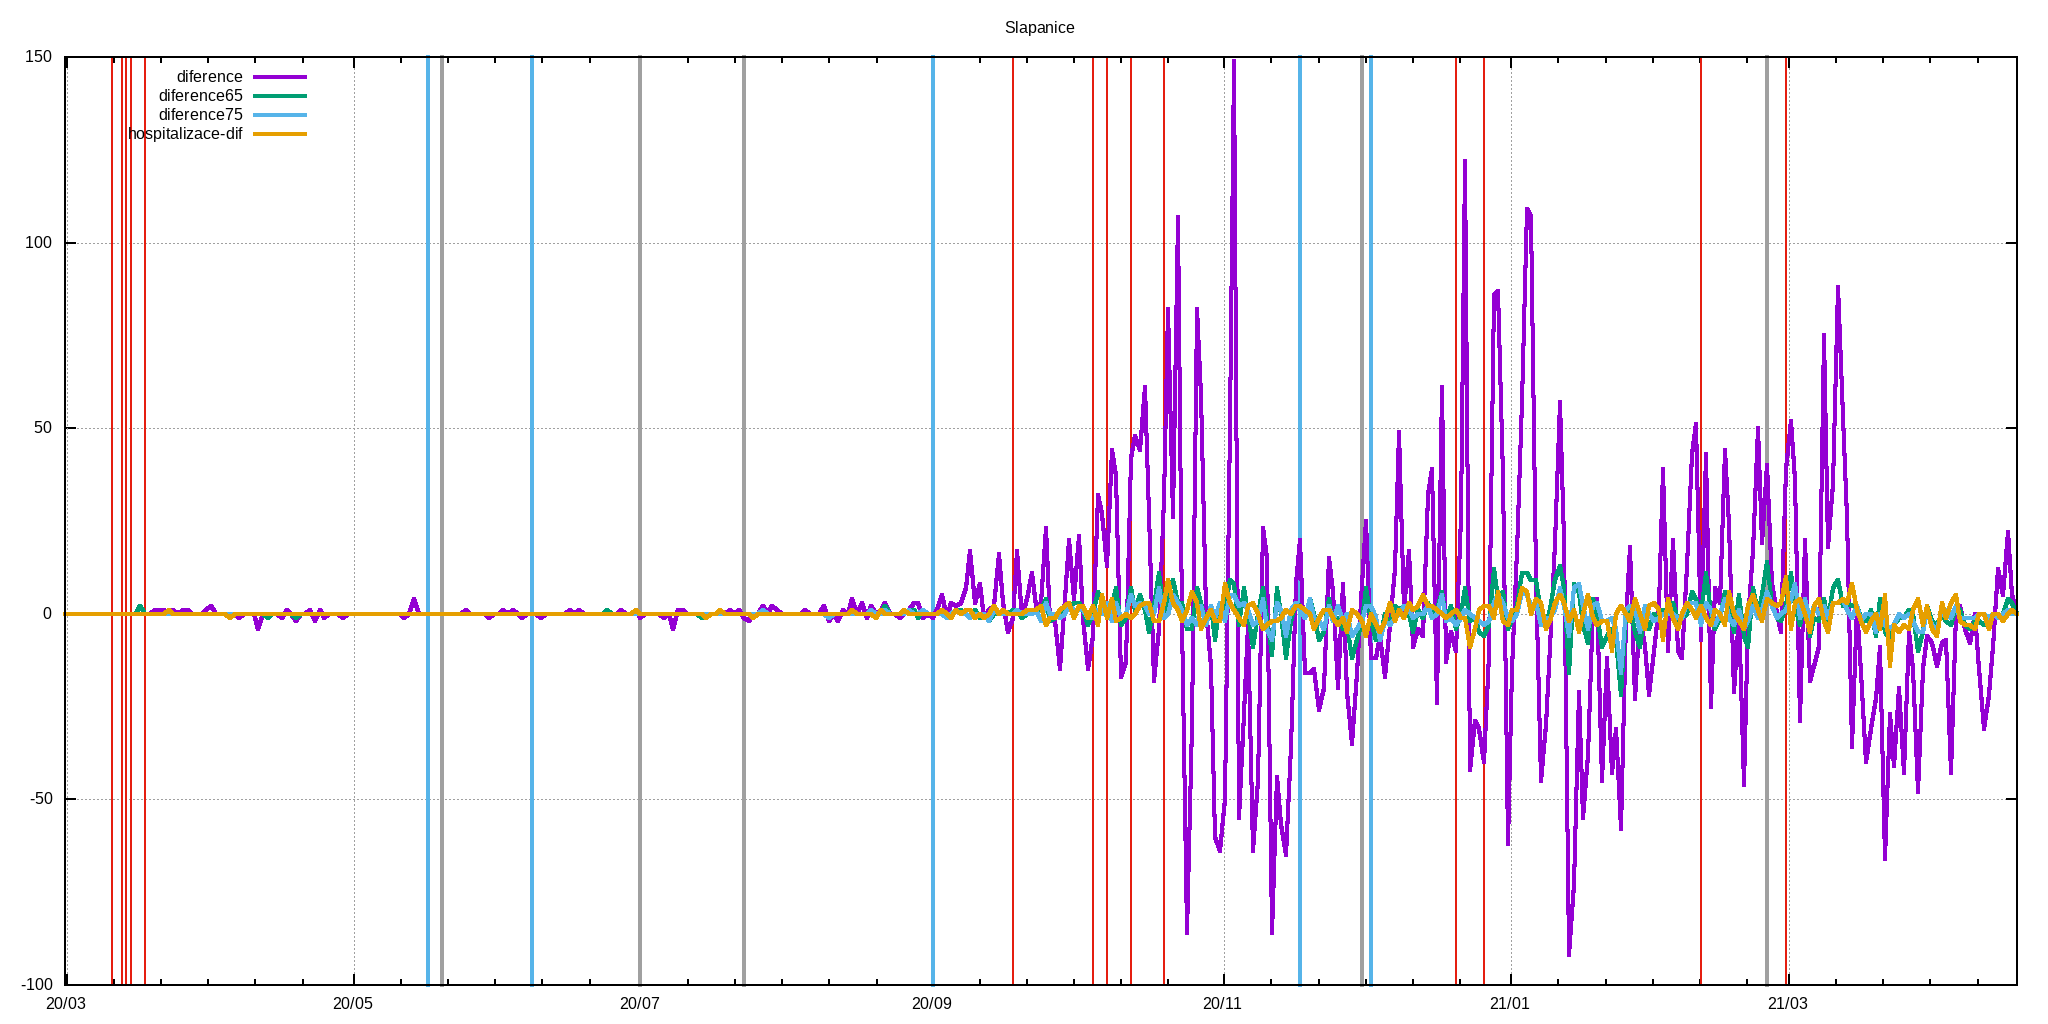 Slapanice
150
diference
diference65
diference75
hospitalizace-dif
100
50
0
-50
-100
20/03 20/05 20/07 20/09 20/11 21/01 21/03